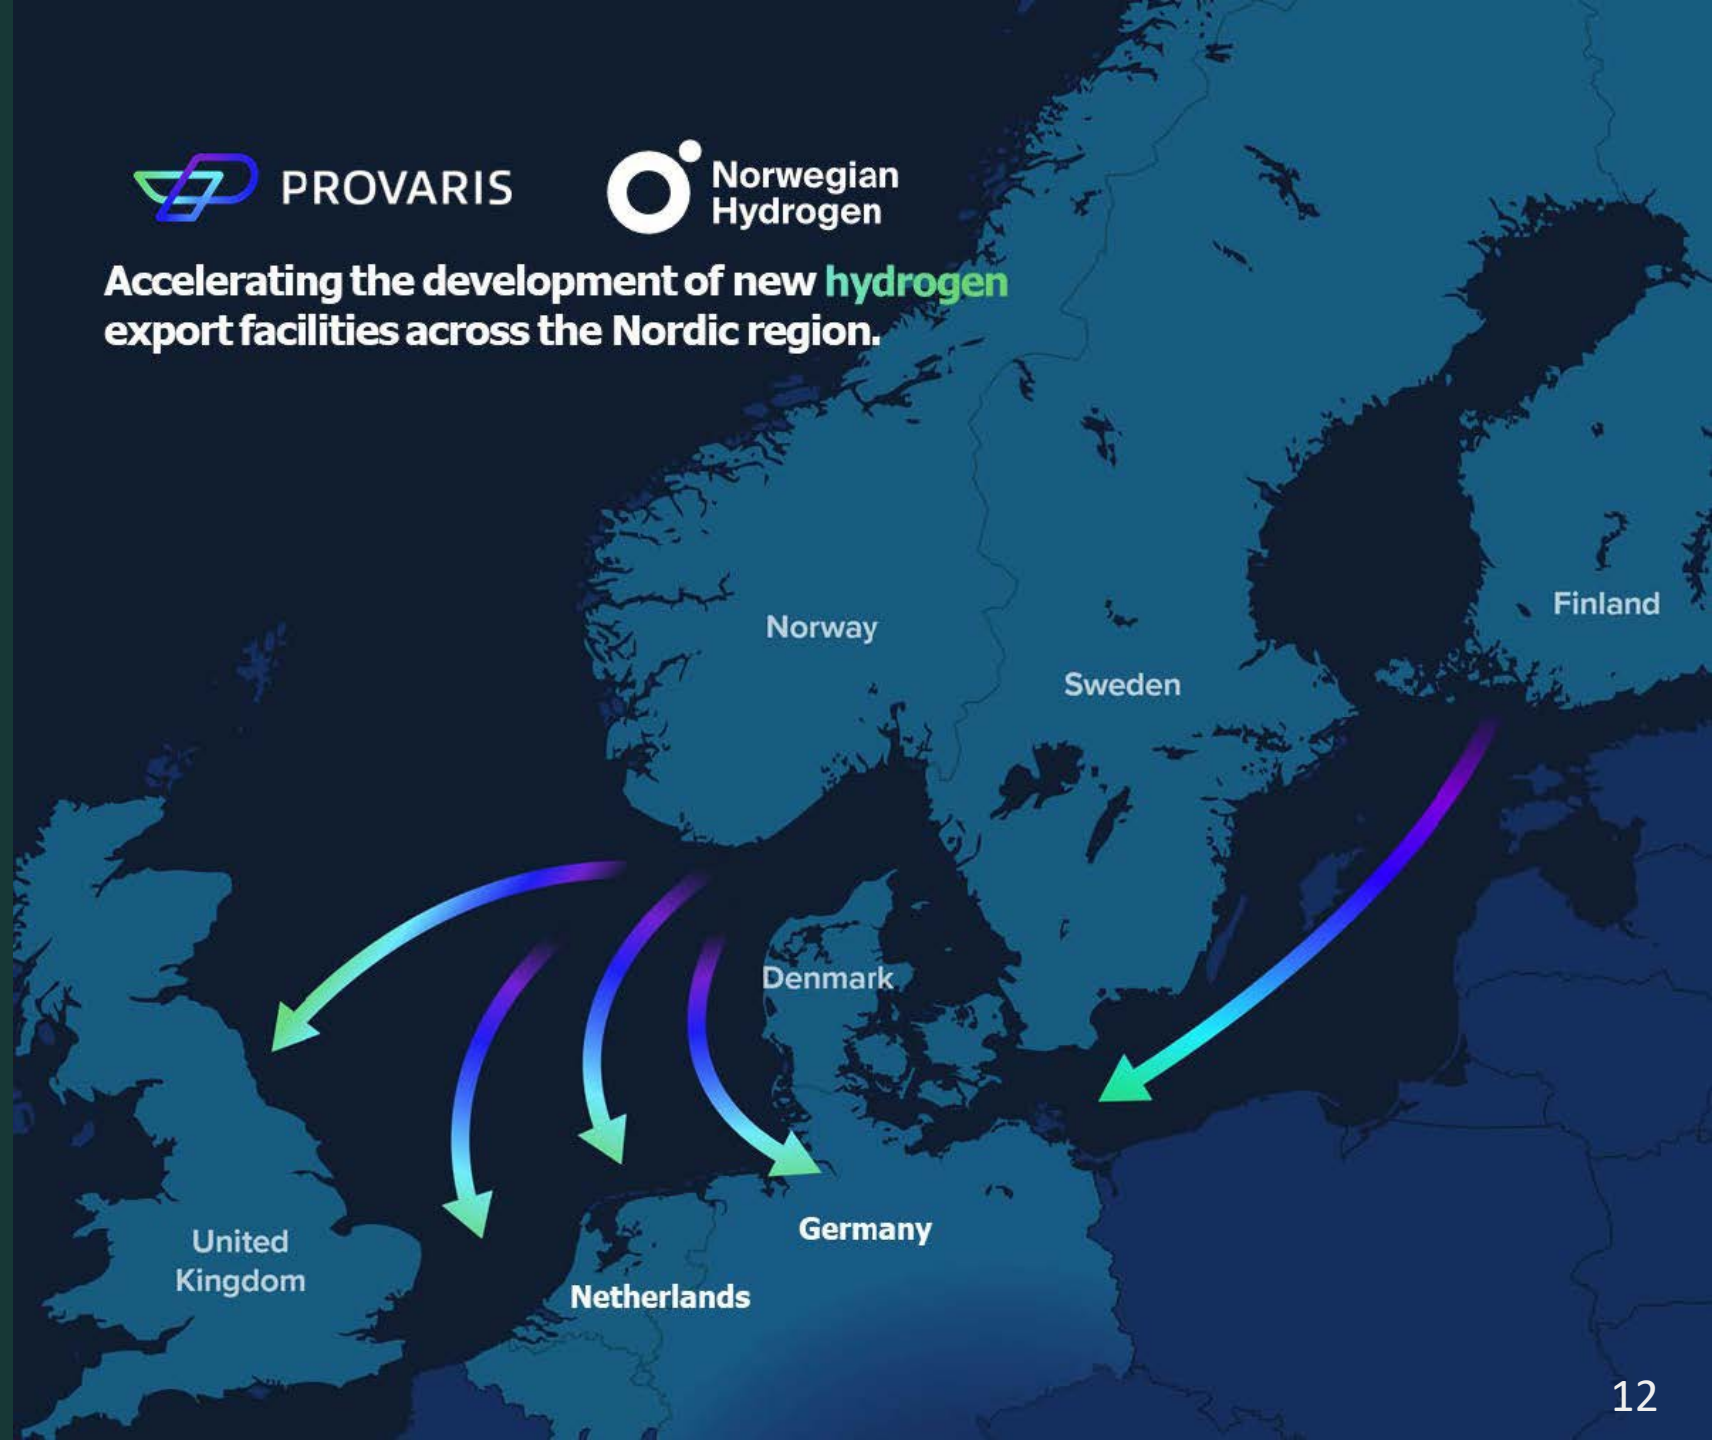 PROVARIS
Norwegian
Hydrogen
Accelerating the development of new hydrogen
export facilities across the Nordic region.
Norway
Finland
Sweden
Denmark
United
Kingdom
Germany
Netherlands
12